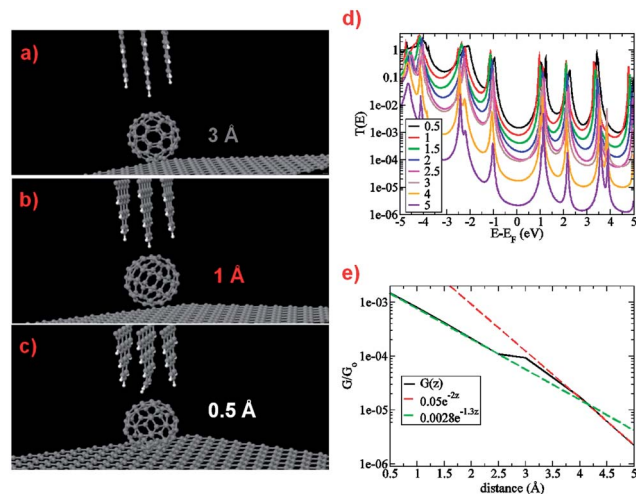 a)
3 Å
b)
1 Å
c)
0.5 Å
d)
T(E)
1
0.1
1e-02
1e-03
1e-04
1e-05
1e-06
0.5
1
1.5
2
2.5
3
4
5
-5 -4 -3 -2 -1 0 1 2 3 4 5
E-E_F (eV)
e)
G/G_o
1e-03
1e-04
1e-05
1e-06
G(z)
0.05e^-2z
0.0028e^-1.3z
0.5 1 1.5 2 2.5 3 3.5 4 4.5 5
distance (Å)